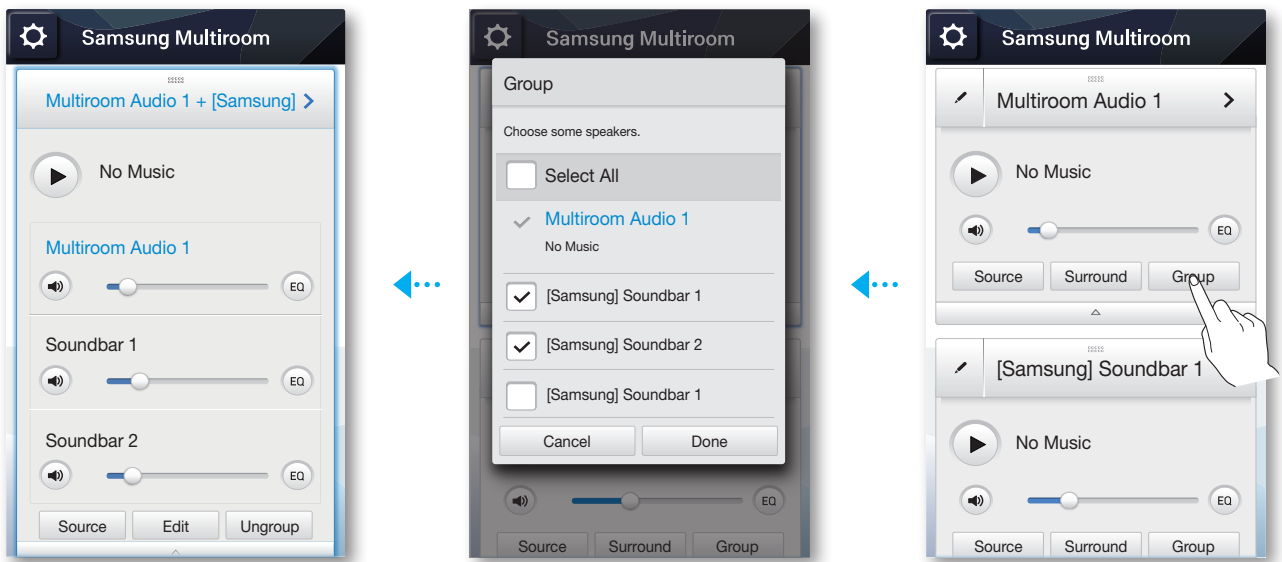 Samsung Multiroom
Multiroom Audio 1 + [Samsung]
No Music
Multiroom Audio 1
EQ
Soundbar 1
EQ
Soundbar 2
EQ
Source Edit Ungroup
Samsung Multiroom
Group
Choose some speakers.
Select All
Multiroom Audio 1
No Music
[Samsung] Soundbar 1
[Samsung] Soundbar 2
[Samsung] Soundbar 1
Cancel Done
EQ
Source Surround Group
Samsung Multiroom
Multiroom Audio 1
No Music
EQ
Source Surround Group
[Samsung] Soundbar 1
No Music
EQ
Source Surround Group